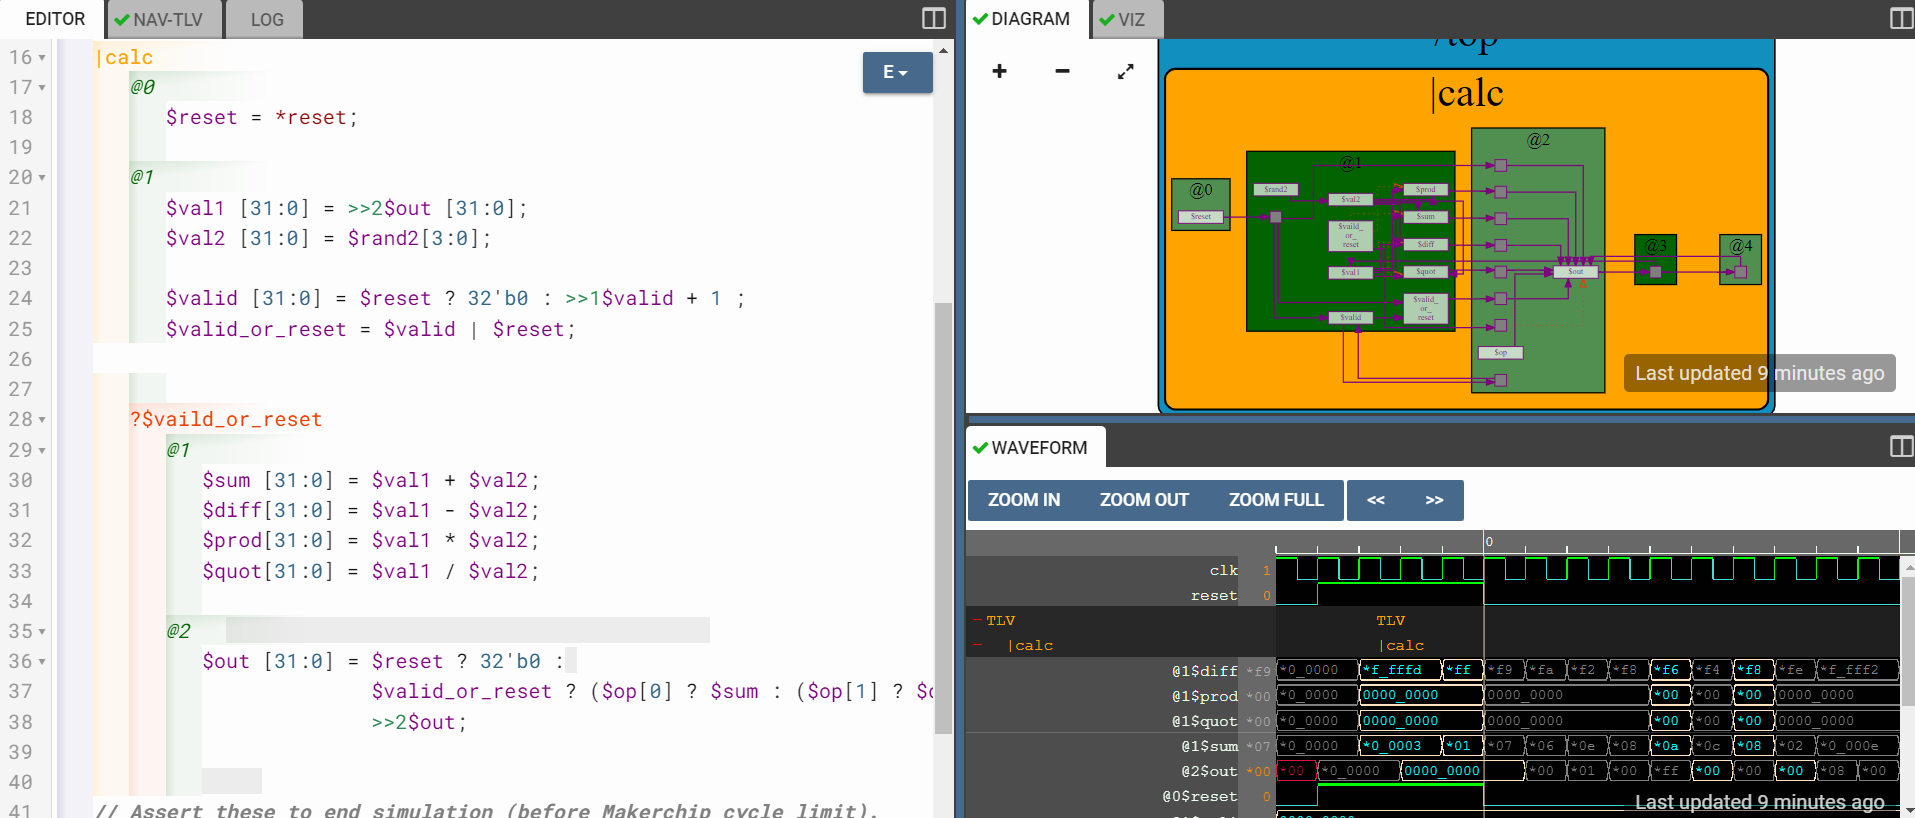 EDITOR
NAV-TLV
LOG
E
16 |calc
17 @0
18 $reset = *reset;
19
20 @1
21 $val1 [31:0] = >>2$out [31:0];
22 $val2 [31:0] = $rand2[3:0];
23
24 $valid [31:0] = $reset ? 32'b0 : >>1$valid + 1 ;
25 $valid_or_reset = $valid | $reset;
26
27
28 ?$vaild_or_reset
29 @1
30 $sum [31:0] = $val1 + $val2;
31 $diff[31:0] = $val1 - $val2;
32 $prod[31:0] = $val1 * $val2;
33 $quot[31:0] = $val1 / $val2;
34
35 @2
36 $out [31:0] = $reset ? 32'b0 :
37 $valid_or_reset ? ($op[0] ? $sum : ($op[1] ?
38 >>2$out;
39
40
41 // Assert these to end simulation (before Makerchip cycle limit).
DIAGRAM
VIZ
/top
|calc
@0
$reset
@1
$rand2
$val2
$vaild_
or_
reset
$val1
$valid
$prod
$sum
$diff
$quot
$valid_
or_
reset
@2
$op
$out
@3
@4
Last updated 9 minutes ago
WAVEFORM
ZOOM IN
ZOOM OUT
ZOOM FULL
<<
>>
0
clk 1
reset 0
TLV TLV
|calc |calc
@1$diff *f9 *0_0000 *f_fffd *ff *f9 *fa *f2 *f8 *f6 *f4 *f8 *fe *f_fff2
@1$prod *00 *0_0000 0000_0000 0000_0000 *00 *00 *00 0000_0000
@1$quot *00 *0_0000 0000_0000 0000_0000 *00 *00 *00 0000_0000
@1$sum *07 *0_0000 *0_0003 *01 *07 *06 *0e *08 *0a *0c *08 *02 *0_000e
@2$out *00 *00 *0_0000 0000_0000 *00 *01 *00 *ff *00 *00 *00 *08 *00
@0$reset 0
Last updated 9 minutes ago